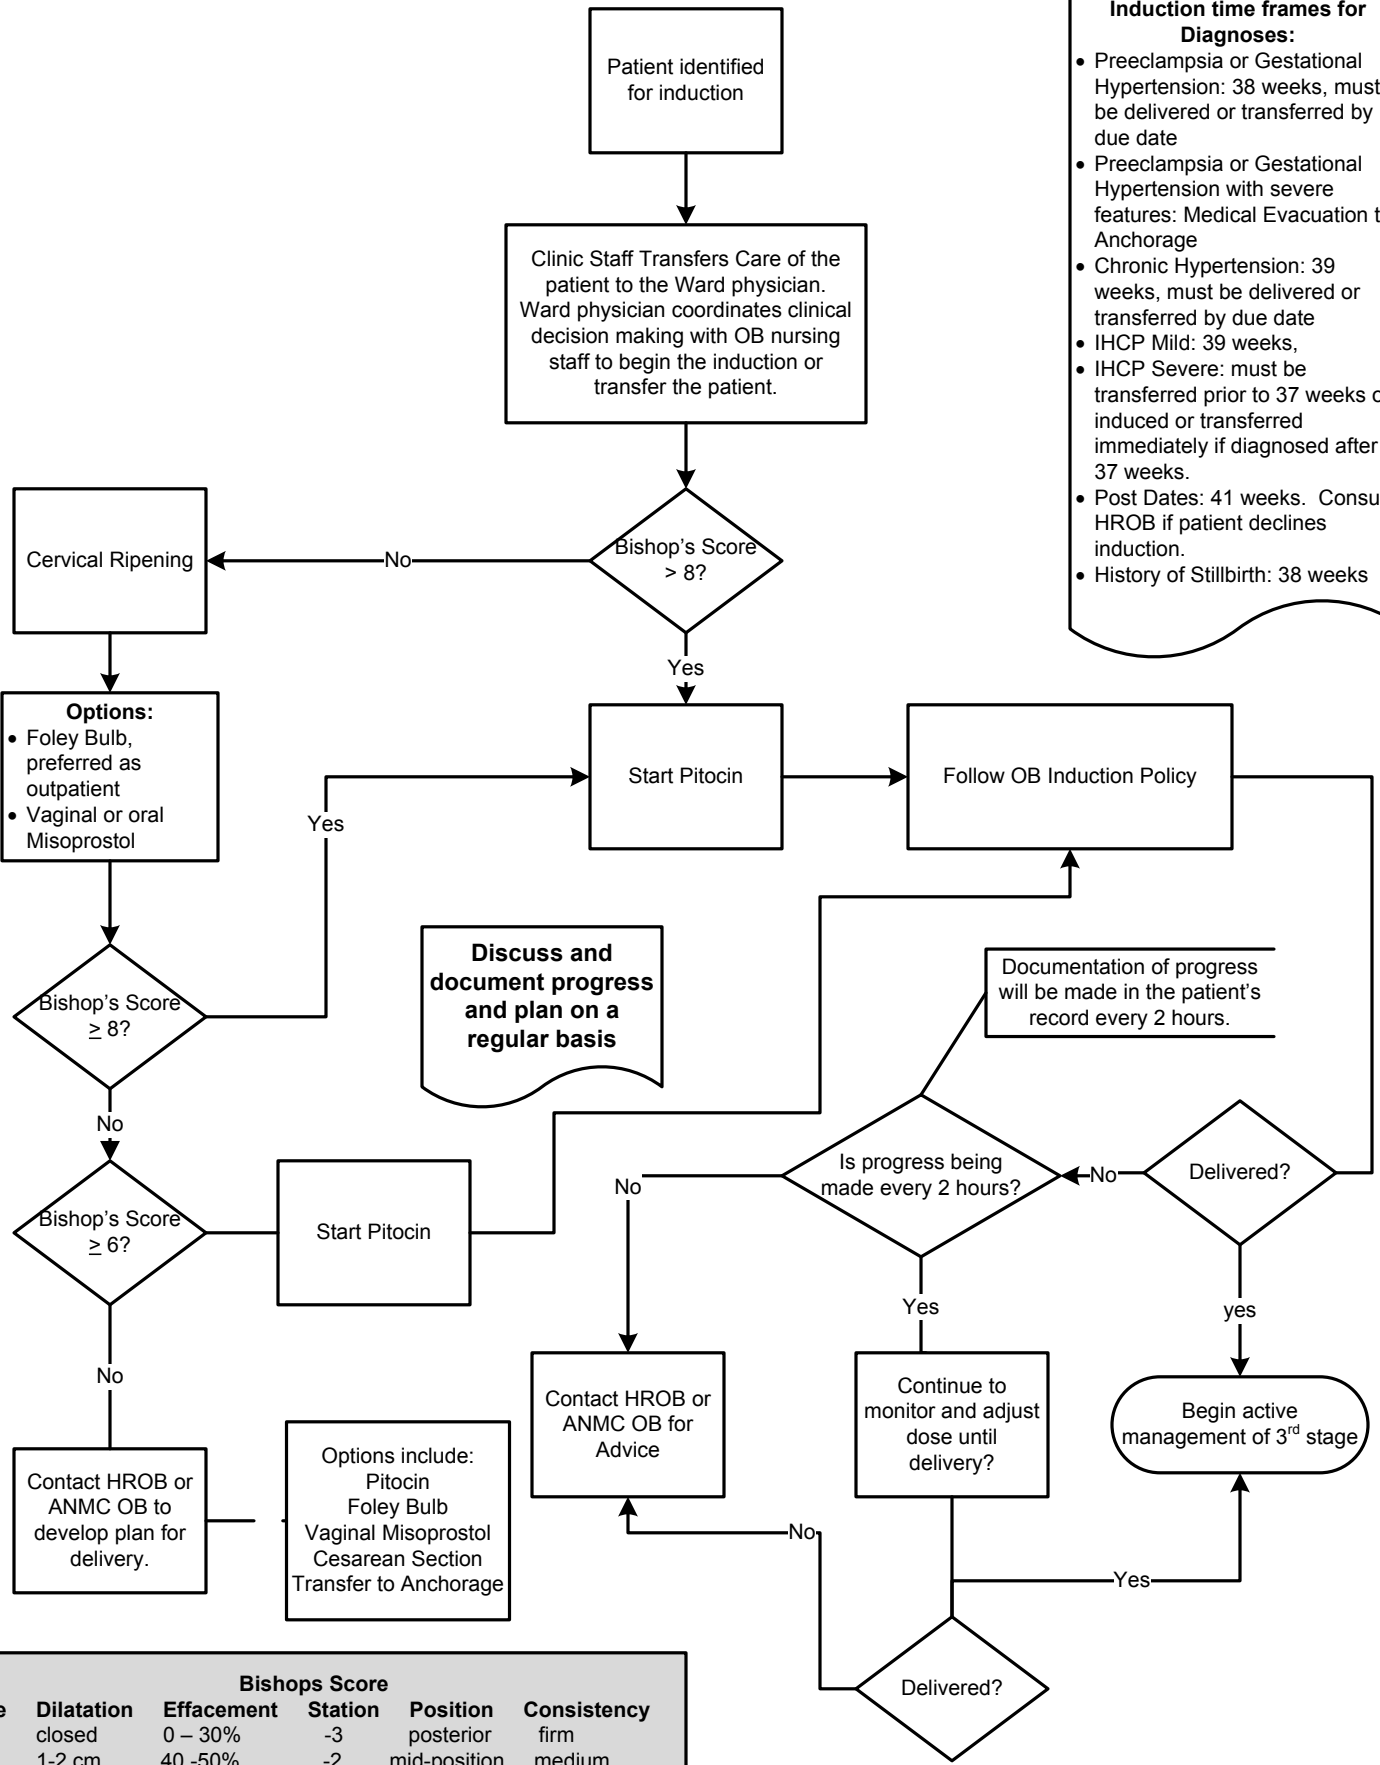 Patient identified
for induction
Induction time frames for
Diagnoses:
• Preeclampsia or Gestational
Hypertension: 38 weeks, must
be delivered or transferred by
due date
• Preeclampsia or Gestational
Hypertension with severe
features: Medical Evacuation
Anchorage
• Chronic Hypertension: 39
weeks, must be delivered or
transferred by due date
• IHCP Mild: 39 weeks,
• IHCP Severe: must be
transferred prior to 37 weeks
induced or transferred
immediately if diagnosed after
37 weeks.
• Post Dates: 41 weeks.
HROB if patient declines
induction.
• History of Stillbirth: 38 weeks
Clinic Staff Transfers Care of the
patient to the Ward physician.
Ward physician coordinates clinical
decision making with OB nursing
staff to begin the induction or
transfer the patient.
Bishop's Score
> 8?
No
Cervical Ripening
Yes
Options:
• Foley Bulb,
preferred as
outpatient
• Vaginal or oral
Misoprostol
Start Pitocin
Follow OB Induction Policy
Yes
Bishop's Score
≥ 8?
Discuss and
document progress
and plan on a
regular basis
Documentation of progress
will be made in the patient's
record every 2 hours.
No
Bishop's Score
≥ 6?
Start Pitocin
Is progress being
made every 2 hours?
No
Delivered?
No
Yes
yes
No
Contact HROB or
ANMC OB to
develop plan for
delivery.
Options include:
Pitocin
Foley Bulb
Vaginal Misoprostol
Cesarean Section
Transfer to Anchorage
Contact HROB or
ANMC OB for
Advice
Continue to
monitor and adjust
dose until
delivery?
Begin active
management of 3rd stage
No
Yes
Delivered?
Bishops Score
Dilatation Effacement Station Position Consistency
closed 0 – 30% -3 posterior firm
1-2 cm 40 -50% -2 mid-position medium